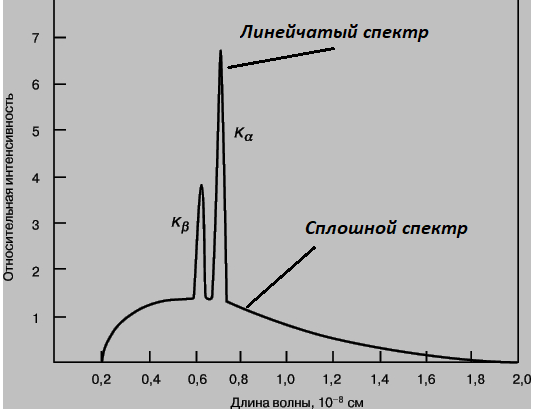 Линейчатый спектр
7
6
5
4
3
2
1
Относительная интенсивность
Kα
Kβ
Сплошной спектр
0,2 0,4 0,6 0,8 1,0 1,2 1,4 1,6 1,8 2,0
Длина волны, 10⁻⁸ см